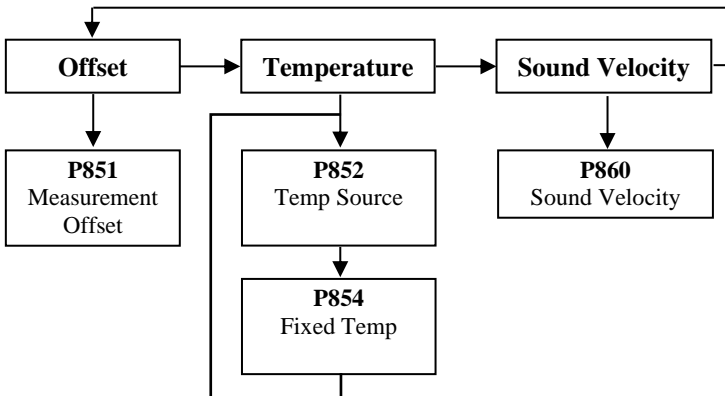 Offset
Temperature
Sound Velocity
P851
Measurement
Offset
P852
Temp Source
P860
Sound Velocity
P854
Fixed Temp